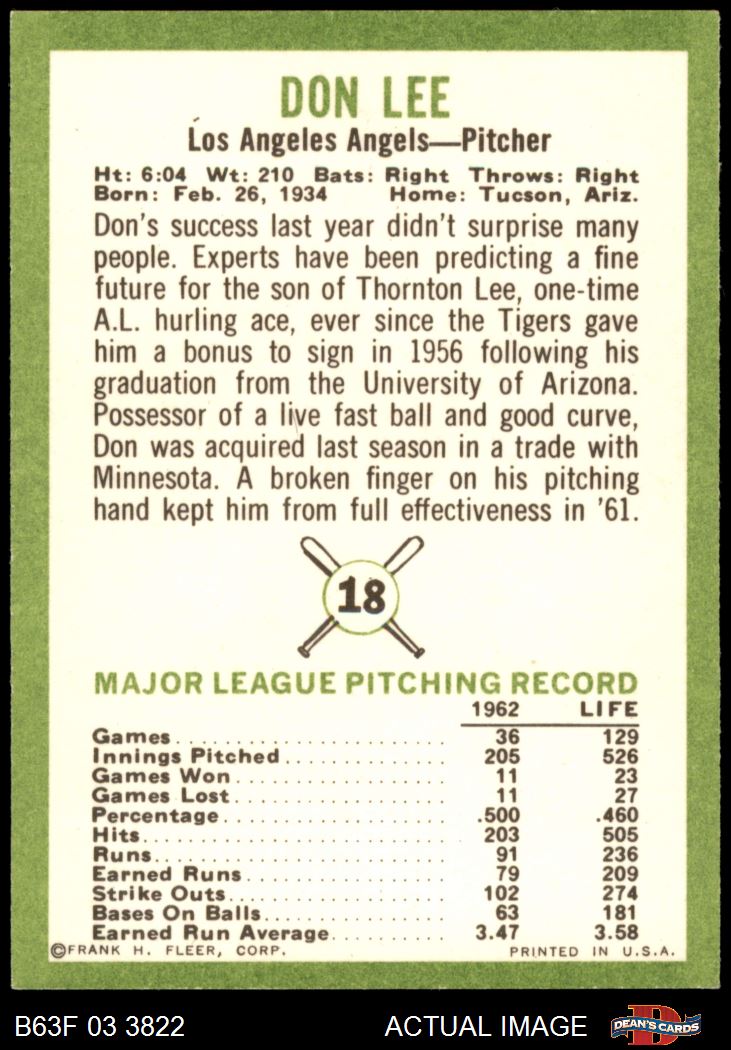 DON LEE
Los Angeles Angels—Pitcher
Ht: 6:04 Wt: 210 Bats: Right Throws: Right
Born: Feb. 26, 1934 Home: Tucson, Ariz.
Don's success last year didn't surprise many
people. Experts have been predicting a fine
future for the son of Thornton Lee, one-time
A.L. hurling ace, ever since the Tigers gave
him a bonus to sign in 1956 following his
graduation from the University of Arizona.
Possessor of a live fast ball and good curve,
Don was acquired last season in a trade with
Minnesota. A broken finger on his pitching
hand kept him from full effectiveness in '61.
18
MAJOR LEAGUE PITCHING RECORD
1962 LIFE
Games 36 129
Innings Pitched 205 526
Games Won 11 23
Games Lost 11 27
Percentage .500 .460
Hits 203 505
Runs 91 236
Earned Runs 79 209
Strike Outs 102 274
Bases On Balls 63 181
Earned Run Average 3.47 3.58
©FRANK H. FLEER, CORP. PRINTED IN U.S.A.
B63F 03 3822 ACTUAL IMAGE D DEAN'S CARDS